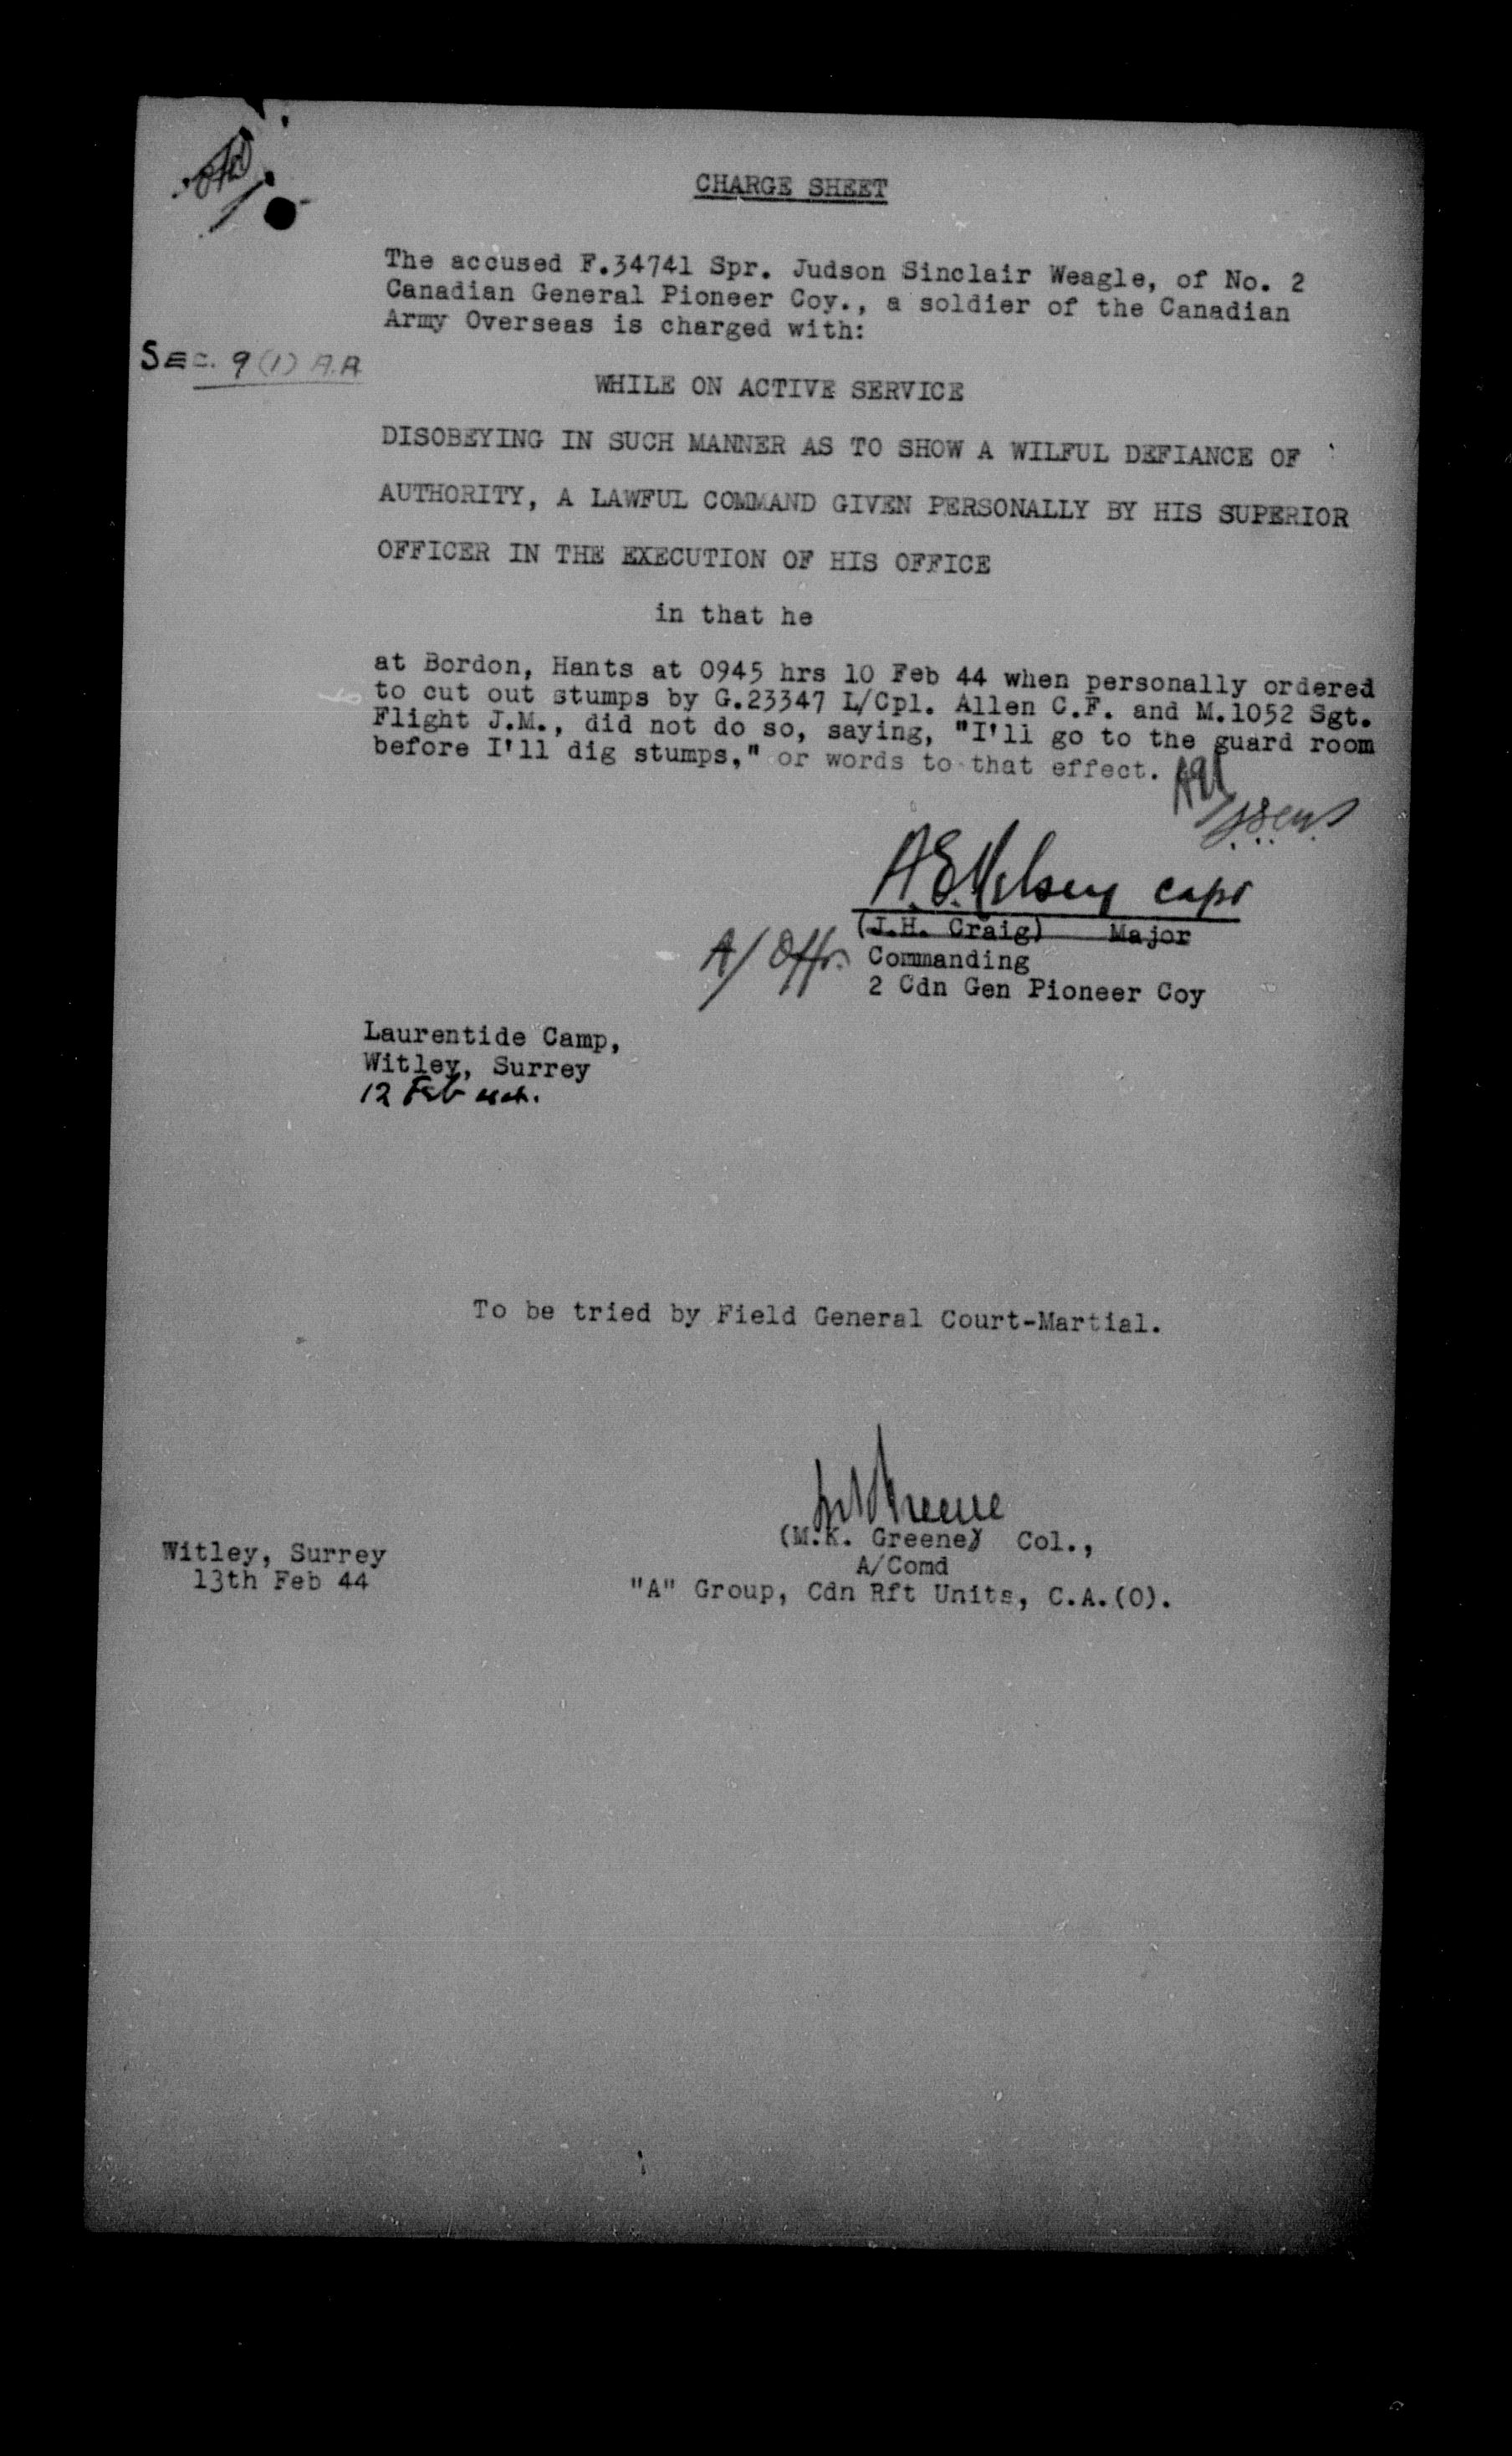 CHARGE SHEET
The accused F.34741 Spr. Judson Sinclair Weagle, of No. 2
Canadian General Pioneer Coy., a soldier of the Canadian
Army Overseas is charged with:
SEC. 9 (1) A.A
WHILE ON ACTIVE SERVICE
DISOBEYING IN SUCH MANNER AS TO SHOW A WILFUL DEFIANCE OF
AUTHORITY, A LAWFUL COMMAND GIVEN PERSONALLY BY HIS SUPERIOR
OFFICER IN THE EXECUTION OF HIS OFFICE
in that he
at Bordon, Hants at 0945 hrs 10 Feb 44 when personally ordered
to cut out stumps by G.23347 L/Cpl. Allen C.F. and M.1052 Sgt.
Flight J.M., did not do so, saying, "I'll go to the guard room
before I'll dig stumps," or words to that effect.
A.E. capt
(J.H. Craig) Major
A/ Offr. Commanding
2 Cdn Gen Pioneer Coy
Laurentide Camp,
Witley, Surrey
12 Feb
To be tried by Field General Court-Martial.
Greene
(M.K. Greene) Col.,
A/Comd
"A" Group, Cdn Rft Units, C.A.(O).
Witley, Surrey
13th Feb 44